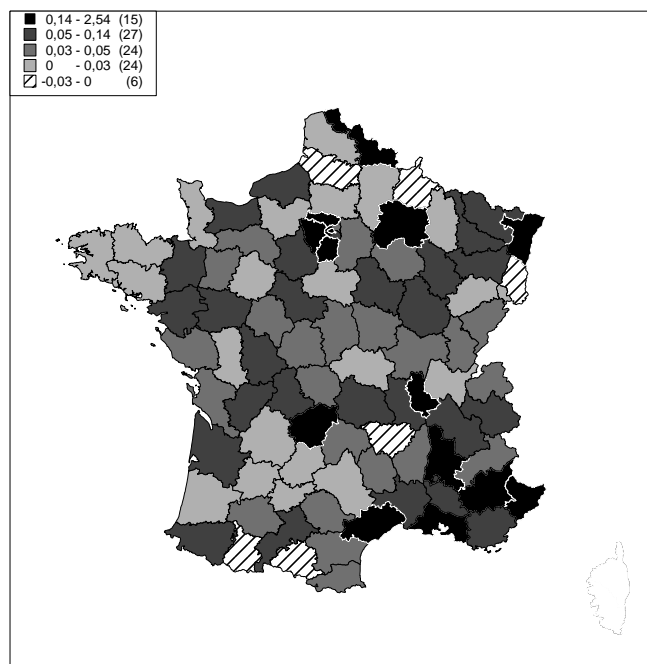 0,14 - 2,54 (15)
0,05 - 0,14 (27)
0,03 - 0,05 (24)
0 - 0,03 (24)
-0,03 - 0 (6)